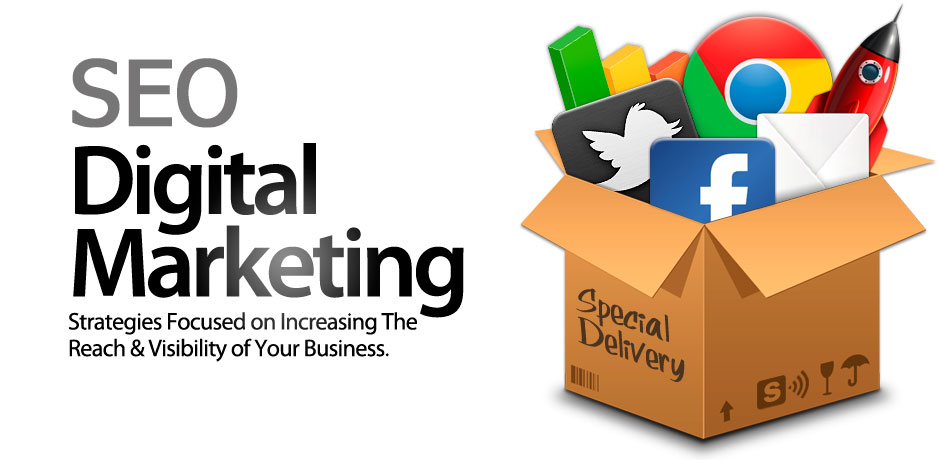 SEO
Digital
Marketing
Strategies Focused on Increasing The
Reach & Visibility of Your Business.
f
Special
Delivery
S